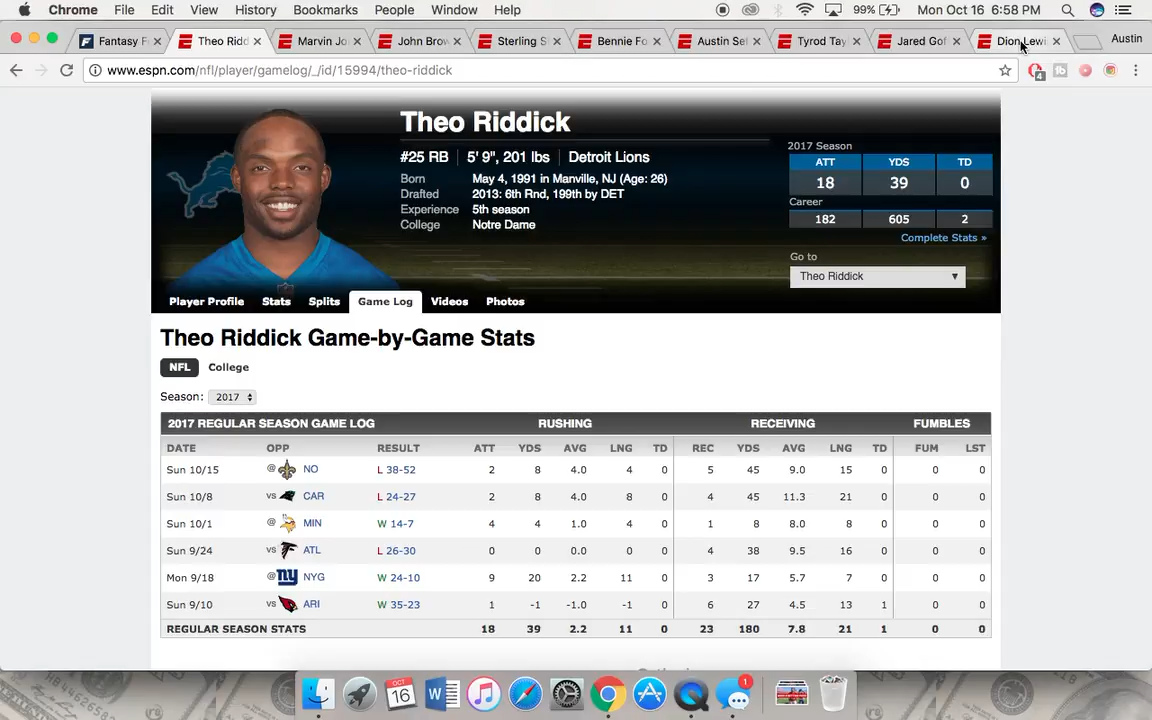 Chrome File Edit View History Bookmarks People Window Help 99% Mon Oct 16 6:58 PM
Fantasy F Theo Ridd Marvin Jo John Brow Sterling S Bennie Fo Austin Sef Tyrod Tay Jared Gof Dion Lewi Austin
www.espn.com/nfl/player/gamelog/_/id/15994/theo-riddick 4
Theo Riddick
#25 RB 5' 9", 201 lbs Detroit Lions
Born May 4, 1991 in Manville, NJ (Age: 26)
Drafted 2013: 6th Rnd, 199th by DET
Experience 5th season
College Notre Dame
2017 Season
ATT YDS TD
18 39 0
Career
182 605 2
Complete Stats »
Go to
Theo Riddick
Player Profile Stats Splits Game Log Videos Photos
Theo Riddick Game-by-Game Stats
NFL College
Season: 2017
2017 REGULAR SEASON GAME LOG RUSHING RECEIVING FUMBLES
DATE OPP RESULT ATT YDS AVG LNG TD REC YDS AVG LNG TD FUM LST
Sun 10/15 @ NO L 38-52 2 8 4.0 4 0 5 45 9.0 15 0 0 0
Sun 10/8 vs CAR L 24-27 2 8 4.0 8 0 4 45 11.3 21 0 0 0
Sun 10/1 @ MIN W 14-7 4 4 1.0 4 0 1 8 8.0 8 0 0 0
Sun 9/24 vs ATL L 26-30 0 0 0.0 0 0 4 38 9.5 16 0 0 0
Mon 9/18 @ NYG W 24-10 9 20 2.2 11 0 3 17 5.7 7 0 0 0
Sun 9/10 vs ARI W 35-23 1 -1 -1.0 -1 0 6 27 4.5 13 1 0 0
REGULAR SEASON STATS 18 39 2.2 11 0 23 180 7.8 21 1 0 0
OCT
16
W
1